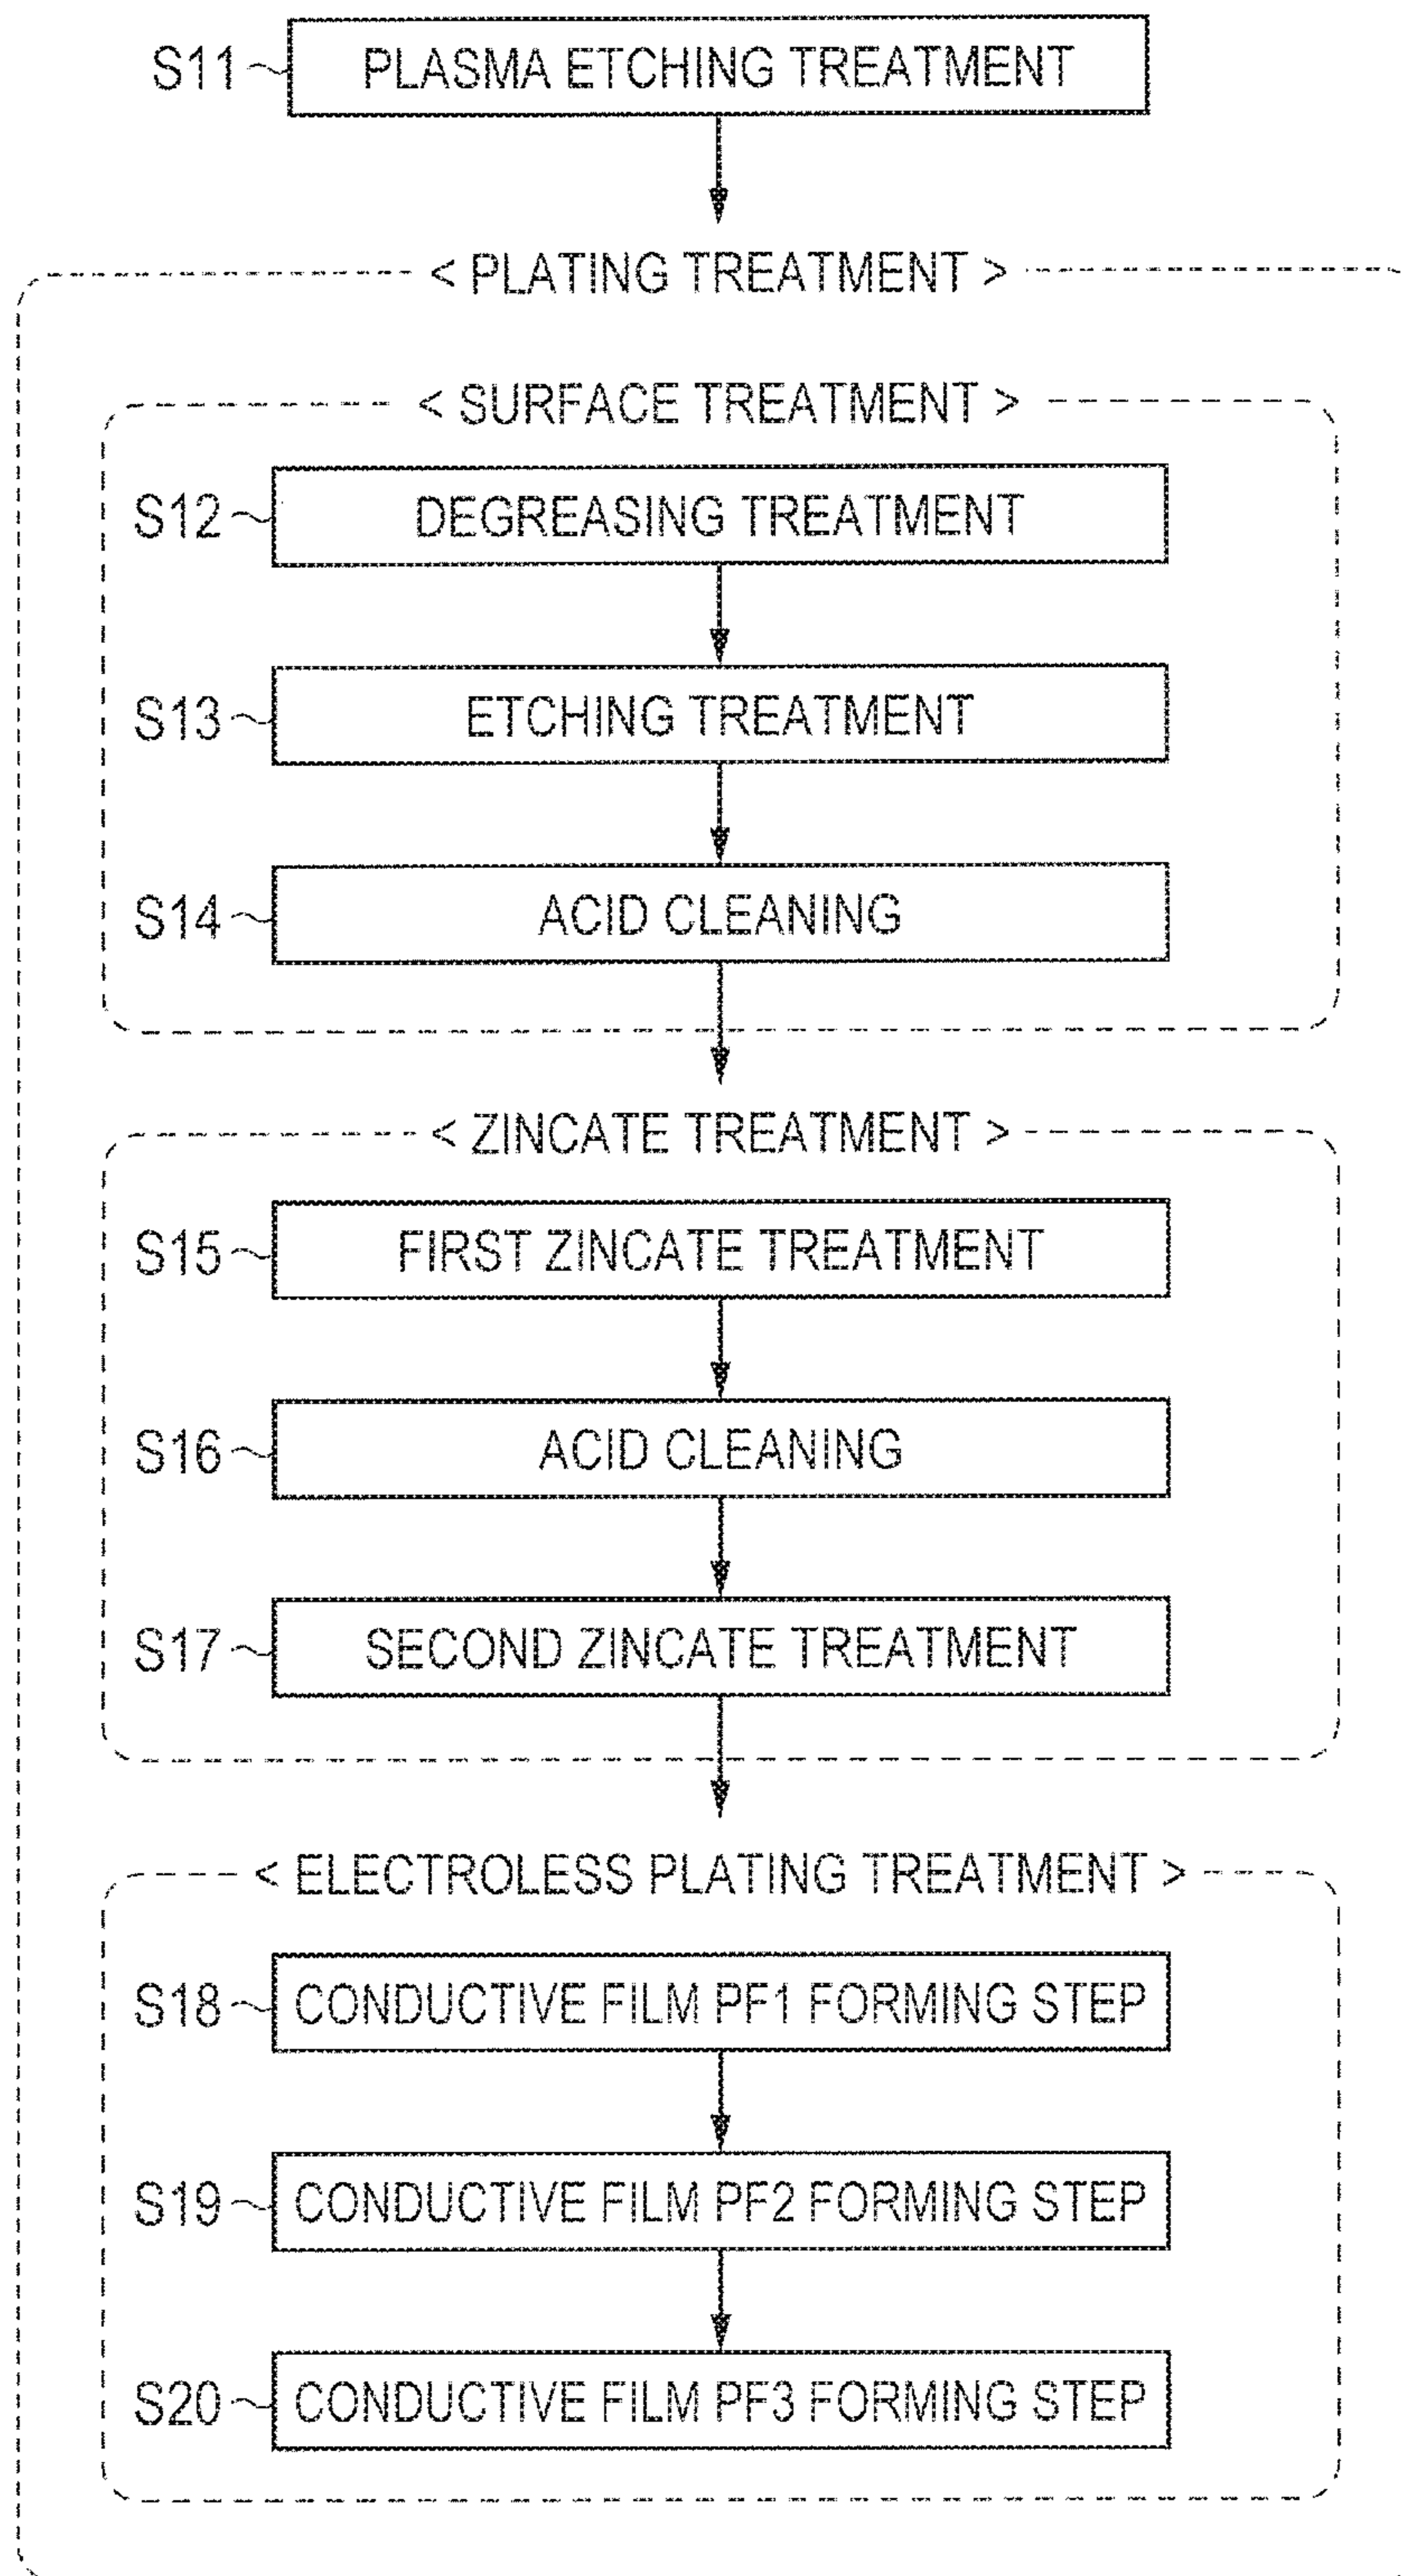 S11 PLASMA ETCHING TREATMENT
< PLATING TREATMENT >
< SURFACE TREATMENT >
S12 DEGREASING TREATMENT
S13 ETCHING TREATMENT
S14 ACID CLEANING
< ZINCATE TREATMENT >
S15 FIRST ZINCATE TREATMENT
S16 ACID CLEANING
S17 SECOND ZINCATE TREATMENT
< ELECTROLESS PLATING TREATMENT >
S18 CONDUCTIVE FILM PF1 FORMING STEP
S19 CONDUCTIVE FILM PF2 FORMING STEP
S20 CONDUCTIVE FILM PF3 FORMING STEP